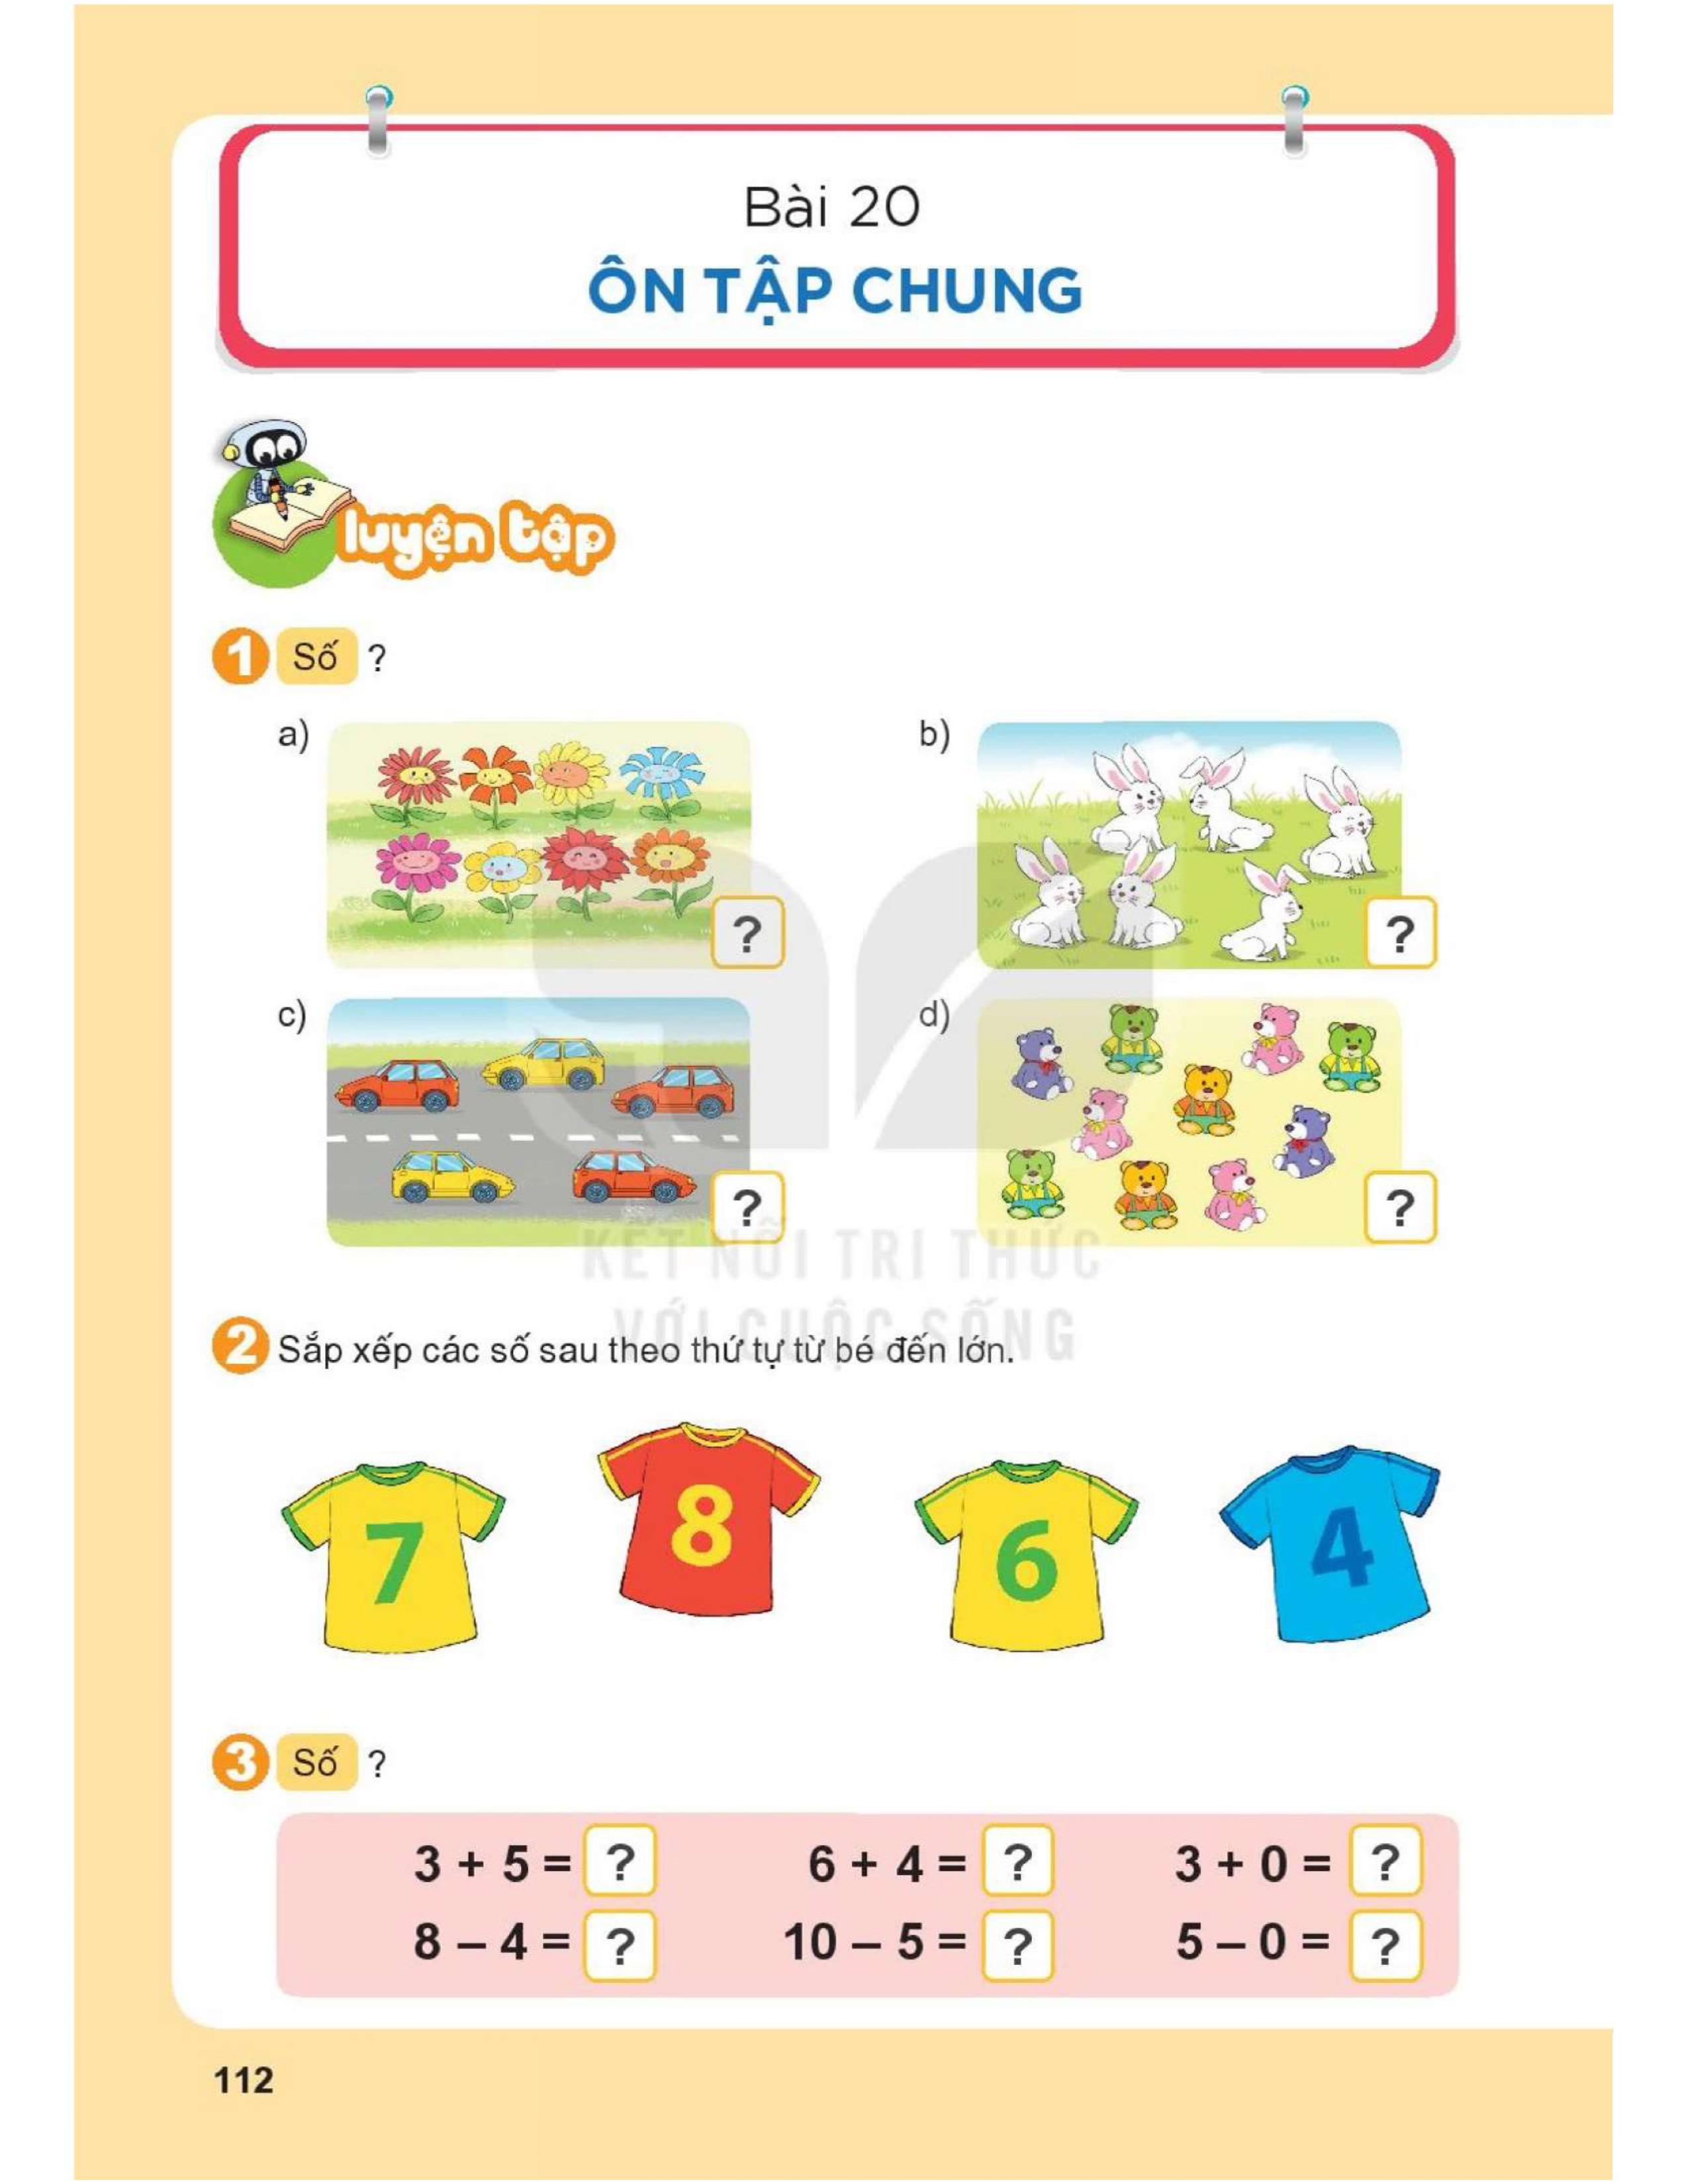 Bài 20
ÔN TẬP CHUNG
luyện tập
1 Số ?
a)
b)
?
?
c)
d)
?
?
KẾT NỐI TRI THỨC
VỚI CUỘC SỐNG
2 Sắp xếp các số sau theo thứ tự từ bé đến lớn.
7 8 6 4
3 Số ?
3 + 5 = ? 6 + 4 = ? 3 + 0 = ?
8 – 4 = ? 10 – 5 = ? 5 – 0 = ?
112